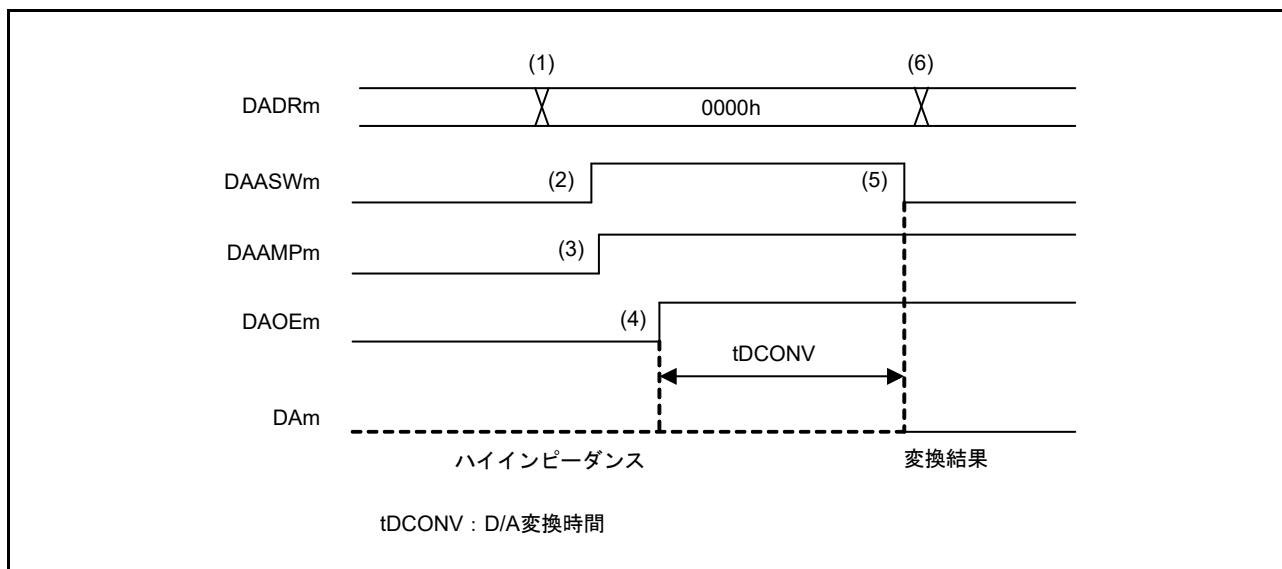 (1) (6)
DADRm 0000h
DAASWm (2) (5)
DAAMPm (3)
DAOEm (4)
tDCONV
DAm
ハイインピーダンス 変換結果
tDCONV：D/A変換時間